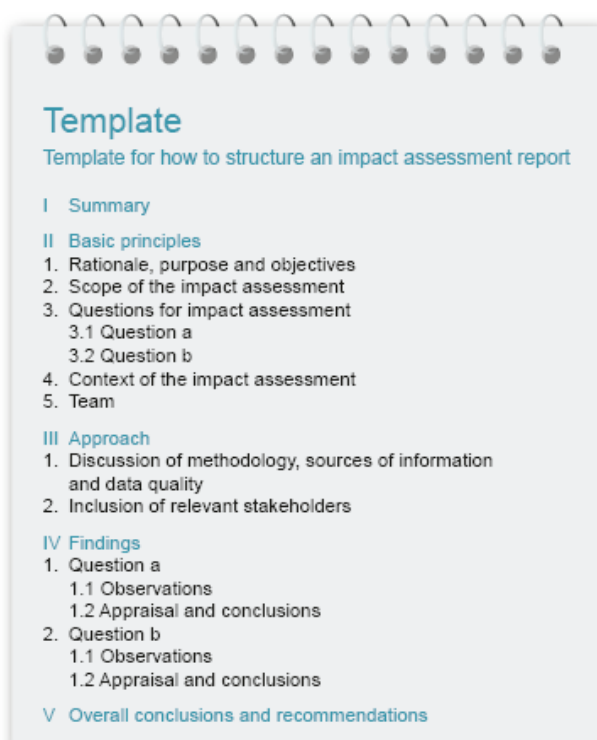 Template
Template for how to structure an impact assessment report
I Summary
II Basic principles
1. Rationale, purpose and objectives
2. Scope of the impact assessment
3. Questions for impact assessment
3.1 Question a
3.2 Question b
4. Context of the impact assessment
5. Team
III Approach
1. Discussion of methodology, sources of information
and data quality
2. Inclusion of relevant stakeholders
IV Findings
1. Question a
1.1 Observations
1.2 Appraisal and conclusions
2. Question b
1.1 Observations
1.2 Appraisal and conclusions
V Overall conclusions and recommendations